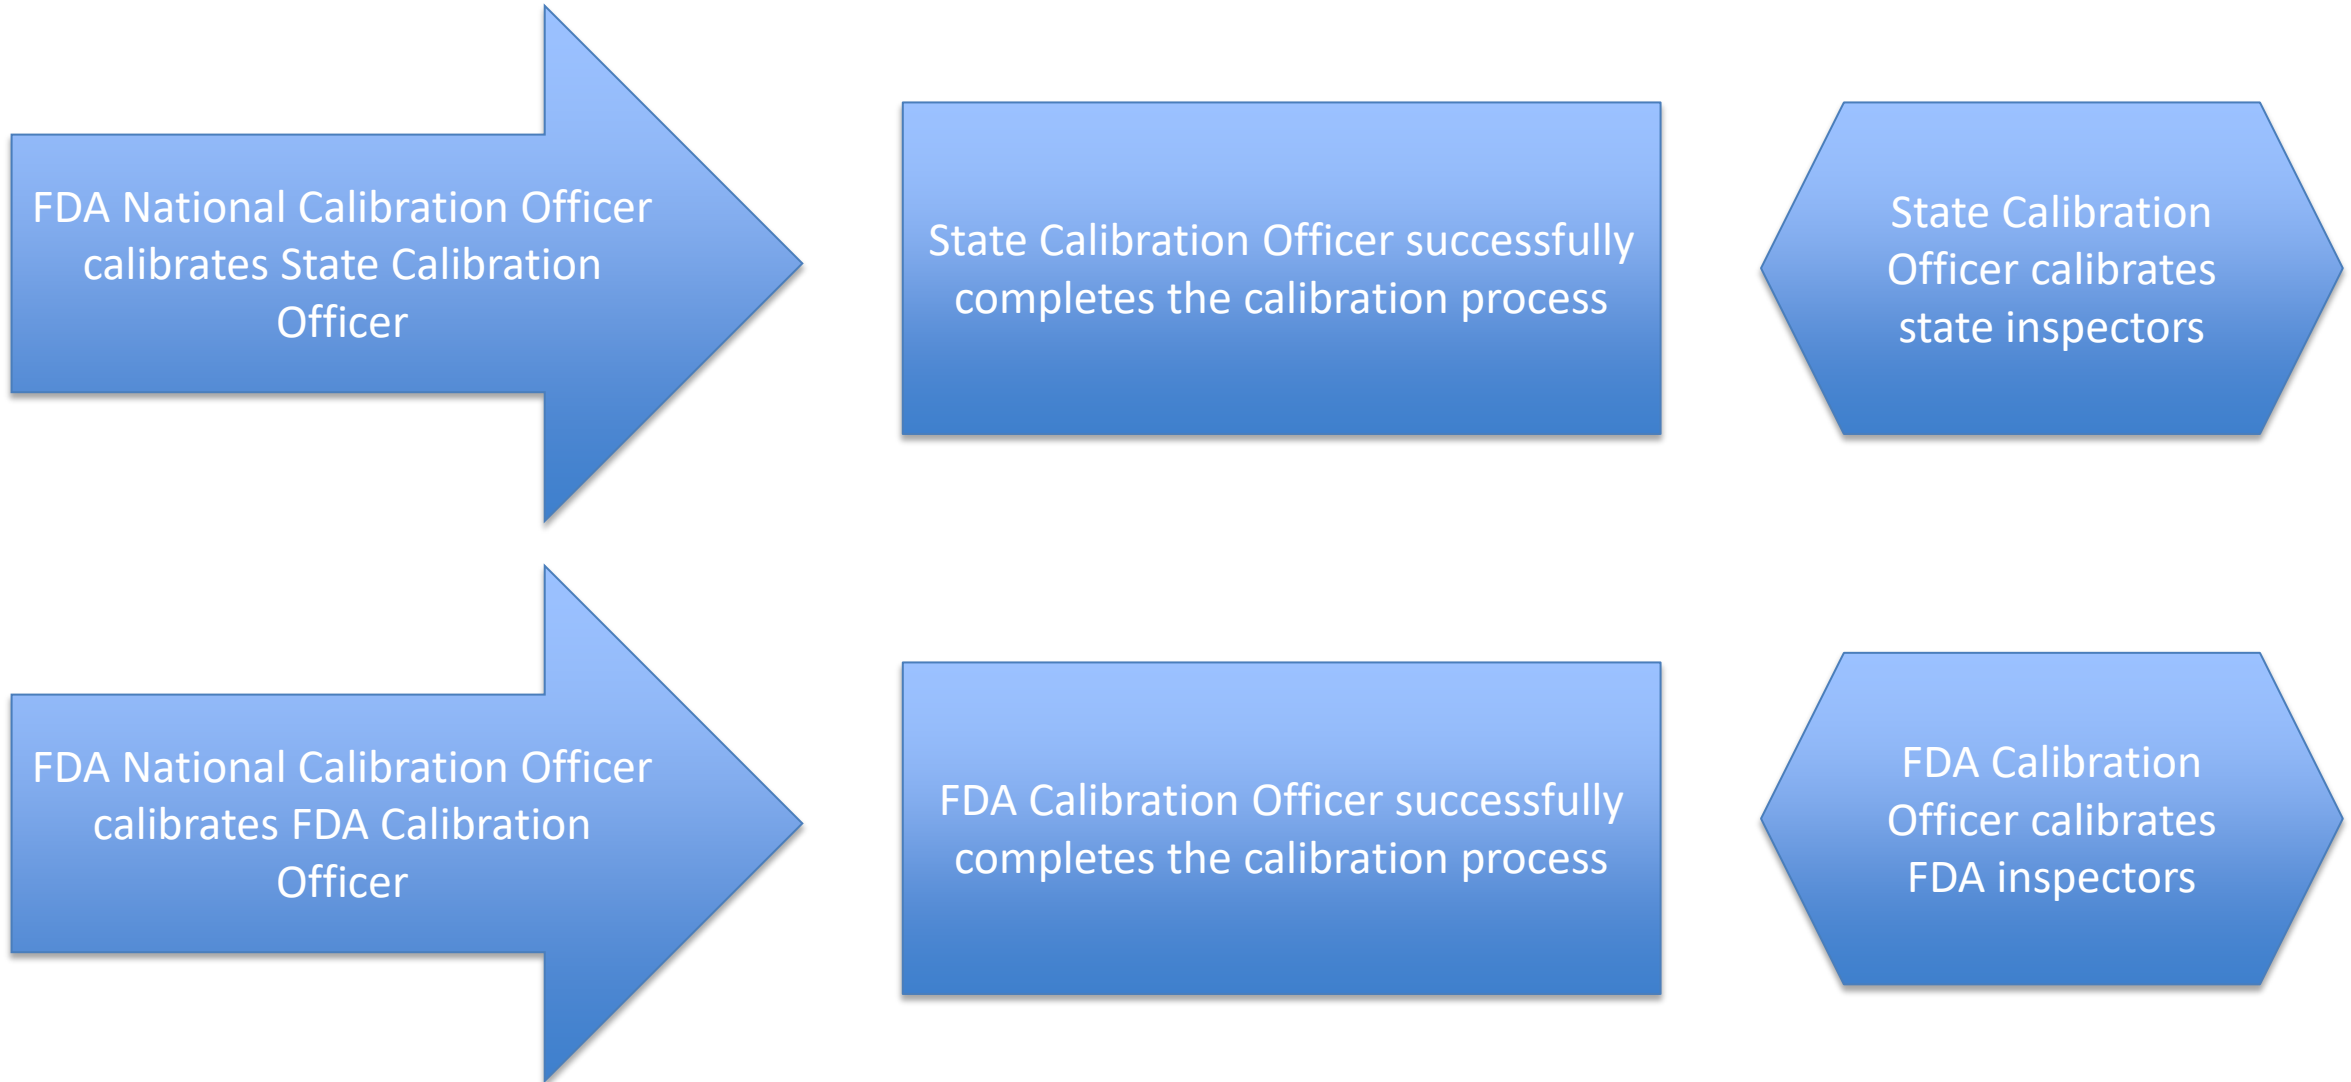 FDA National Calibration Officer
calibrates State Calibration
Officer
State Calibration Officer successfully
completes the calibration process
State Calibration
Officer calibrates
state inspectors
FDA National Calibration Officer
calibrates FDA Calibration
Officer
FDA Calibration Officer successfully
completes the calibration process
FDA Calibration
Officer calibrates
FDA inspectors